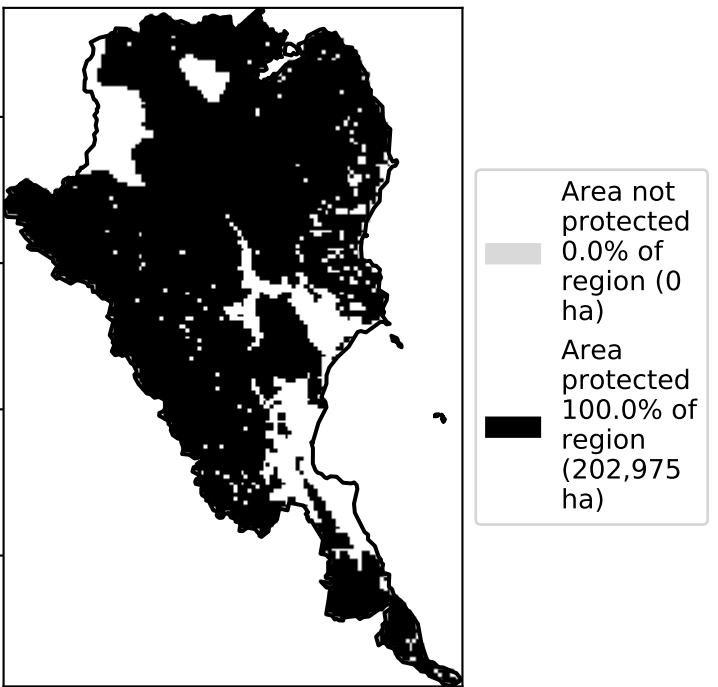 Area not
protected
0.0% of
region (0
ha)
Area
protected
100.0% of
region
(202,975
ha)